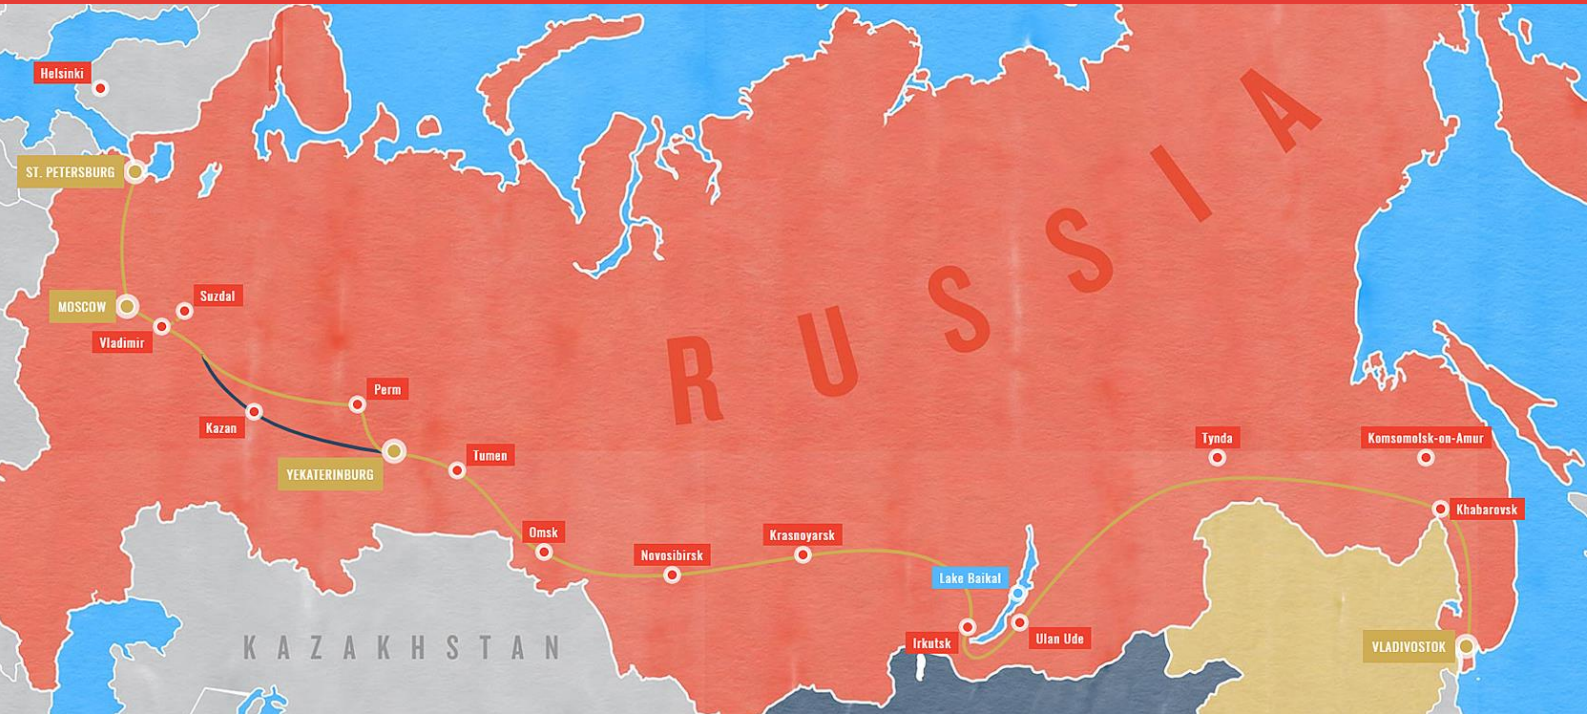 Helsinki
ST. PETERSBURG
MOSCOW
Suzdal
Vladimir
Perm
Kazan
YEKATERINBURG
Tumen
Omsk
Novosibirsk
Krasnoyarsk
RUSSIA
Lake Baikal
Irkutsk
Ulan Ude
Tynda
Komsomolsk-on-Amur
Khabarovsk
VLADIVOSTOK
KAZAKHSTAN